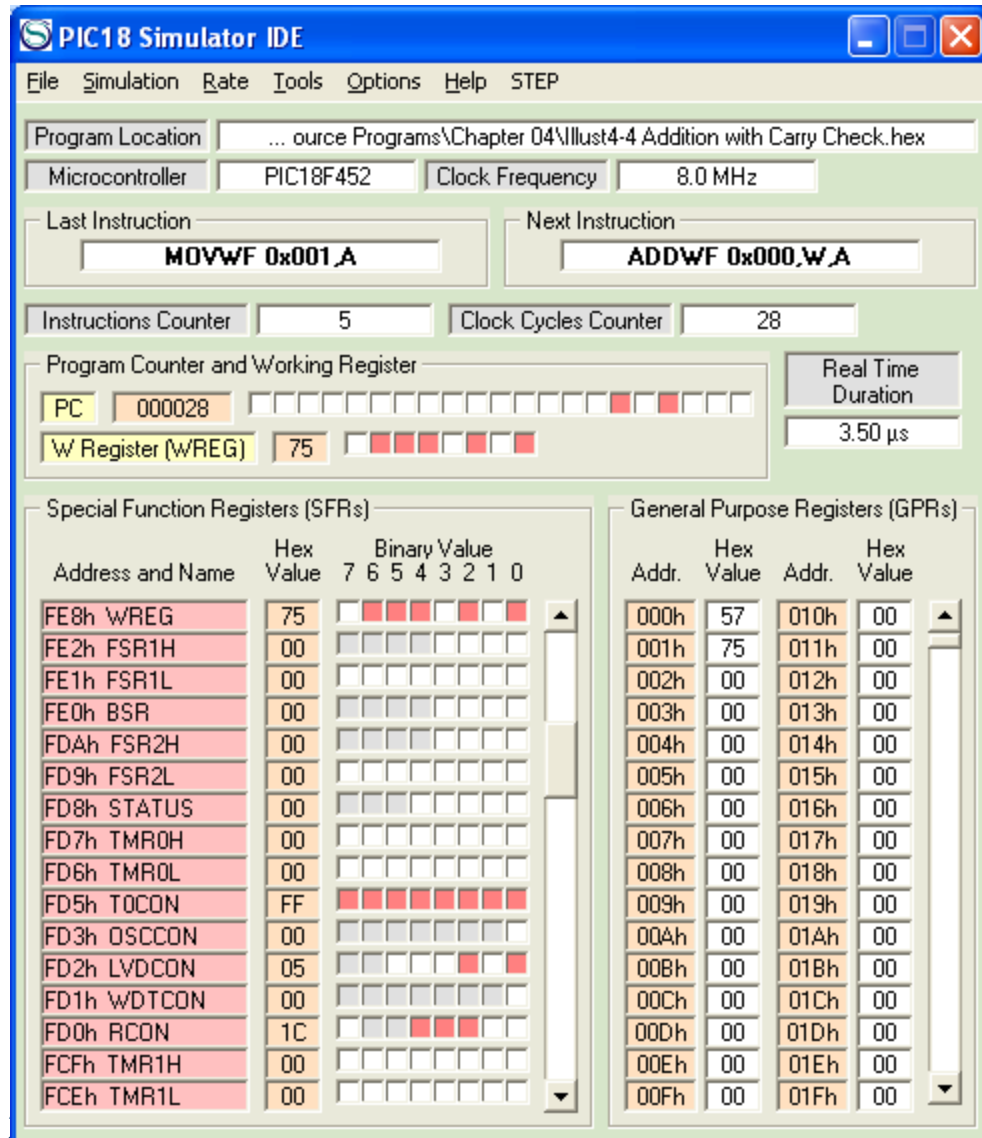 PIC18 Simulator IDE
File Simulation Rate Tools Options Help STEP
Program Location ... ource Programs\Chapter 04\Illust4-4 Addition with Carry Check.hex
Microcontroller PIC18F452 Clock Frequency 8.0 MHz
Last Instruction Next Instruction
MOVWF 0x001,A ADDWF 0x000,W,A
Instructions Counter 5 Clock Cycles Counter 28
Program Counter and Working Register
Real Time
Duration
PC 000028
3.50 µs
W Register (WREG) 75
Special Function Registers (SFRs) General Purpose Registers (GPRs)
Hex Binary Value Hex Hex
Address and Name Value 7 6 5 4 3 2 1 0 Addr. Value Addr. Value
FE8h WREG 75 000h 57 010h 00
FE2h FSR1H 00 001h 75 011h 00
FE1h FSR1L 00 002h 00 012h 00
FE0h BSR 00 003h 00 013h 00
FDAh FSR2H 00 004h 00 014h 00
FD9h FSR2L 00 005h 00 015h 00
FD8h STATUS 00 006h 00 016h 00
FD7h TMR0H 00 007h 00 017h 00
FD6h TMR0L 00 008h 00 018h 00
FD5h T0CON FF 009h 00 019h 00
FD3h OSCCON 00 00Ah 00 01Ah 00
FD2h LVDCON 05 00Bh 00 01Bh 00
FD1h WDTCON 00 00Ch 00 01Ch 00
FD0h RCON 1C 00Dh 00 01Dh 00
FCFh TMR1H 00 00Eh 00 01Eh 00
FCEh TMR1L 00 00Fh 00 01Fh 00